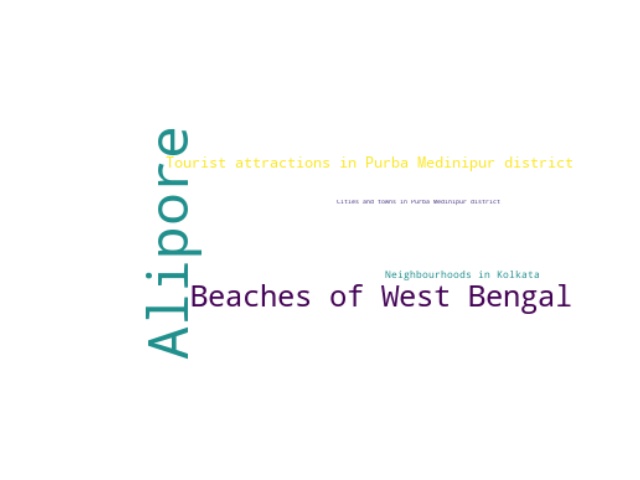 Alipore
Tourist attractions in Purba Medinipur district
Cities and towns in Purba Medinipur district
Neighbourhoods in Kolkata
Beaches of West Bengal